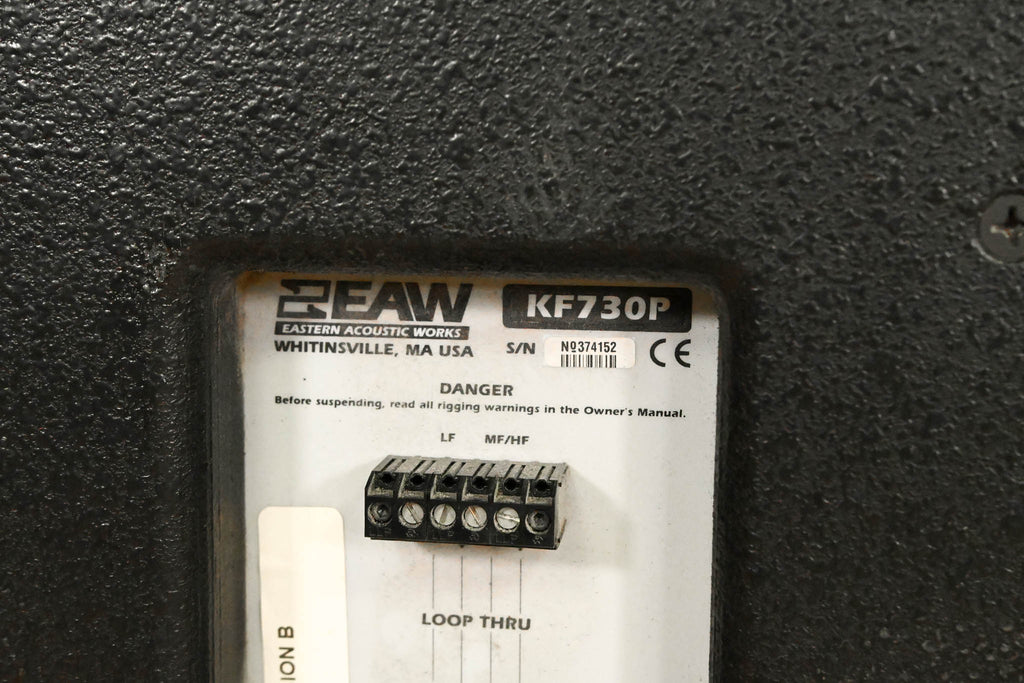 EAW
EASTERN ACOUSTIC WORKS
WHITINSVILLE, MA USA
KF730P
S/N Nº374152 CE
DANGER
Before suspending, read all rigging warnings in the Owner's Manual.
LF MF/HF
LOOP THRU
ION B